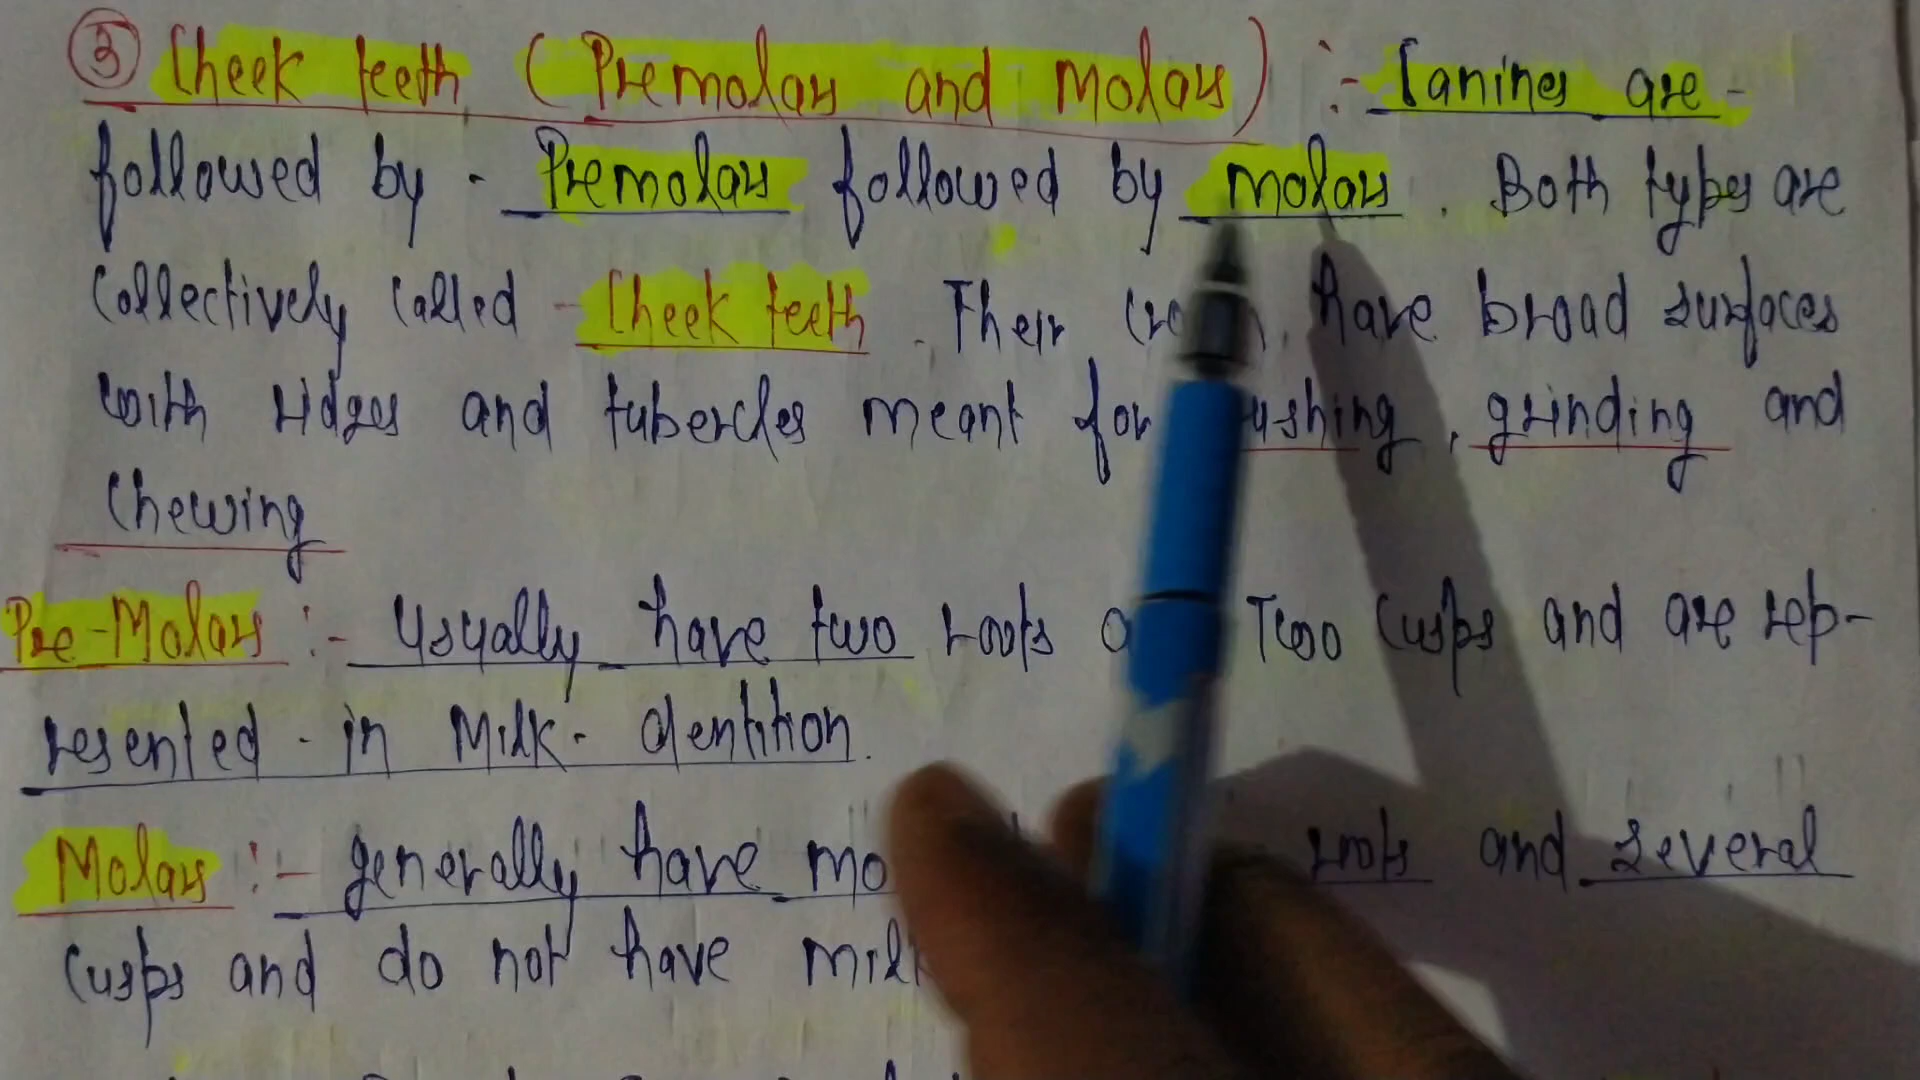 ③ Cheek teeth (Premolars and Molars) :- Canines are -
followed by - Premolars followed by molars. Both types are
collectively called - Cheek teeth. Their have broad surfaces
with ridges and tubercles meant for grinding and
Chewing
Pre-Molars :- Usually have two roots Two Cusps and are rep-
resented - in Milk - dentition.
Molars :- generally have roots and several
Cusps and do not have